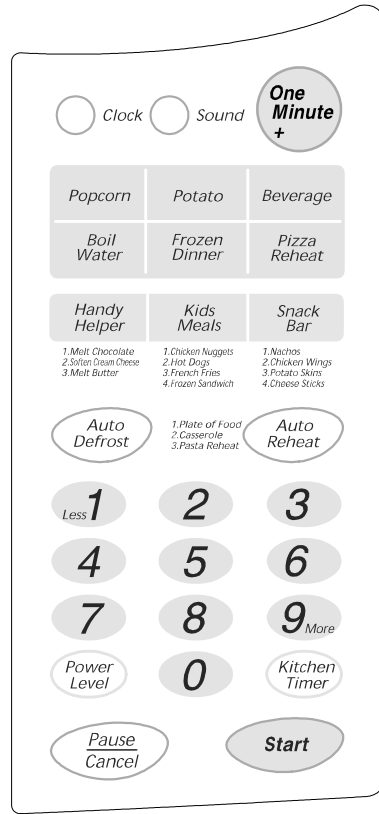 Clock
Sound
One
Minute
+
Popcorn
Potato
Beverage
Boil
Water
Frozen
Dinner
Pizza
Reheat
Handy
Helper
Kids
Meals
Snack
Bar
1.Melt Chocolate
2.Soften Cream Cheese
3.Melt Butter
1.Chicken Nuggets
2.Hot Dogs
3.French Fries
4.Frozen Sandwich
1.Nachos
2.Chicken Wings
3.Potato Skins
4.Cheese Sticks
Auto
Defrost
1.Plate of Food
2.Casserole
3.Pasta Reheat
Auto
Reheat
Less 1
2
3
4
5
6
7
8
9 More
Power
Level
0
Kitchen
Timer
Pause
Cancel
Start